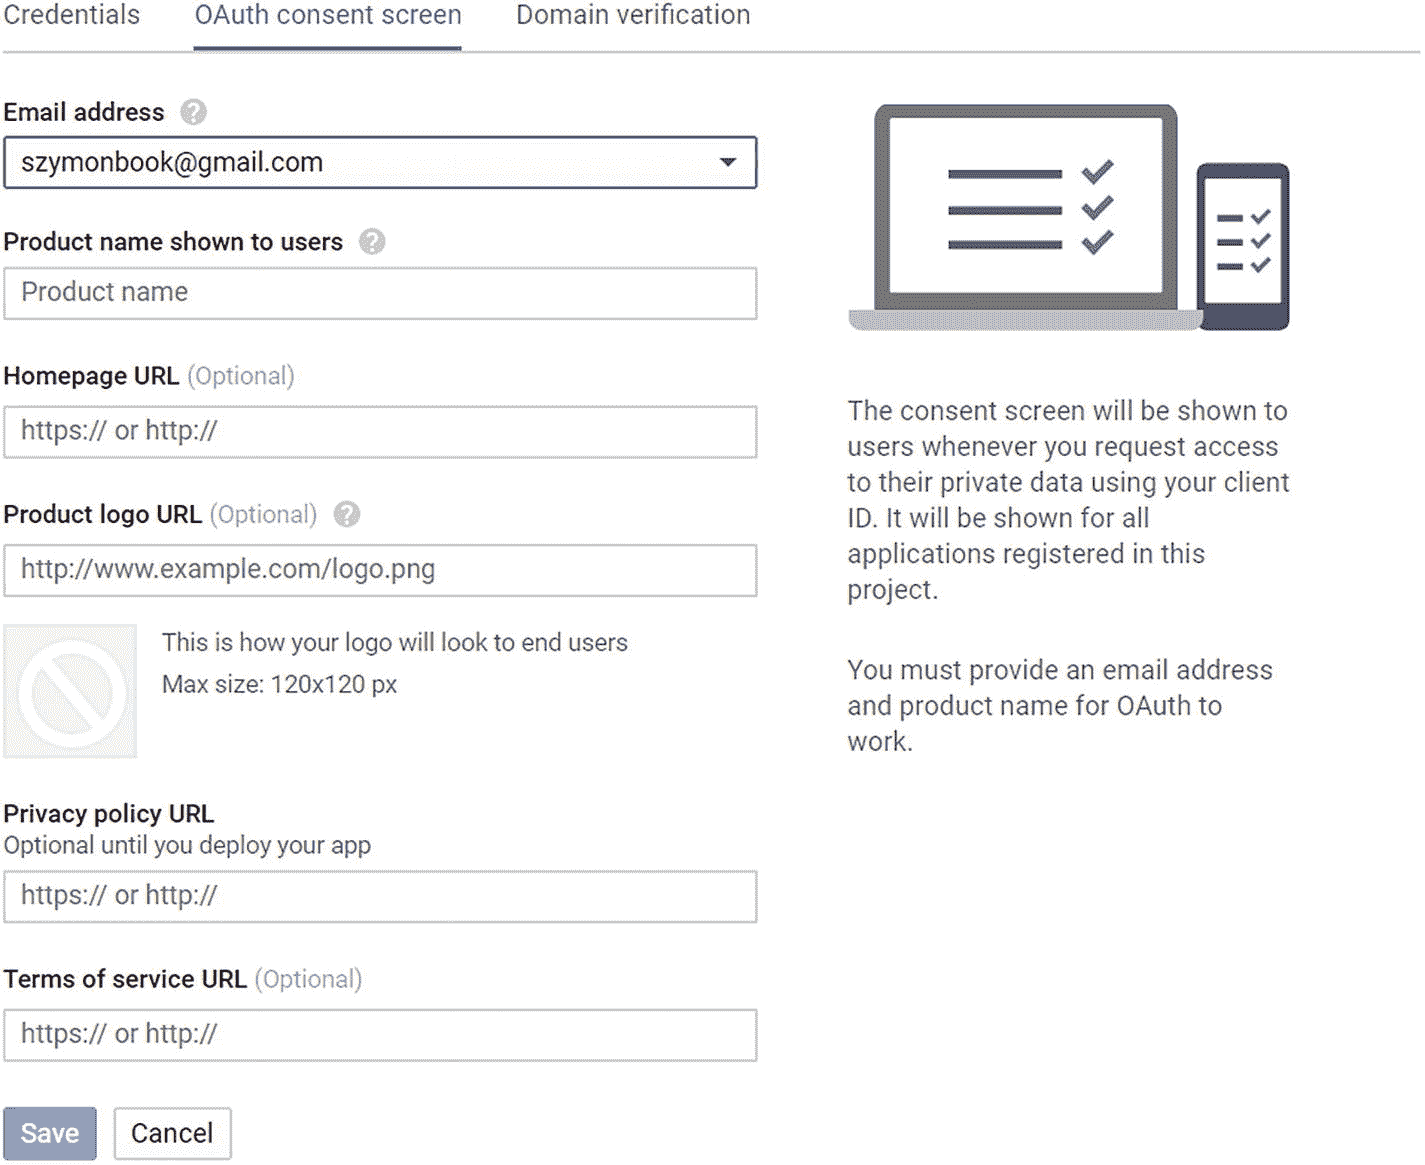 Credentials OAuth consent screen Domain verification
Email address ?
szymonbook@gmail.com
Product name shown to users ?
Product name
Homepage URL (Optional)
https:// or http://
Product logo URL (Optional) ?
http://www.example.com/logo.png
This is how your logo will look to end users
Max size: 120x120 px
Privacy policy URL
Optional until you deploy your app
https:// or http://
Terms of service URL (Optional)
https:// or http://
Save Cancel
The consent screen will be shown to
users whenever you request access
to their private data using your client
ID. It will be shown for all
applications registered in this
project.
You must provide an email address
and product name for OAuth to
work.